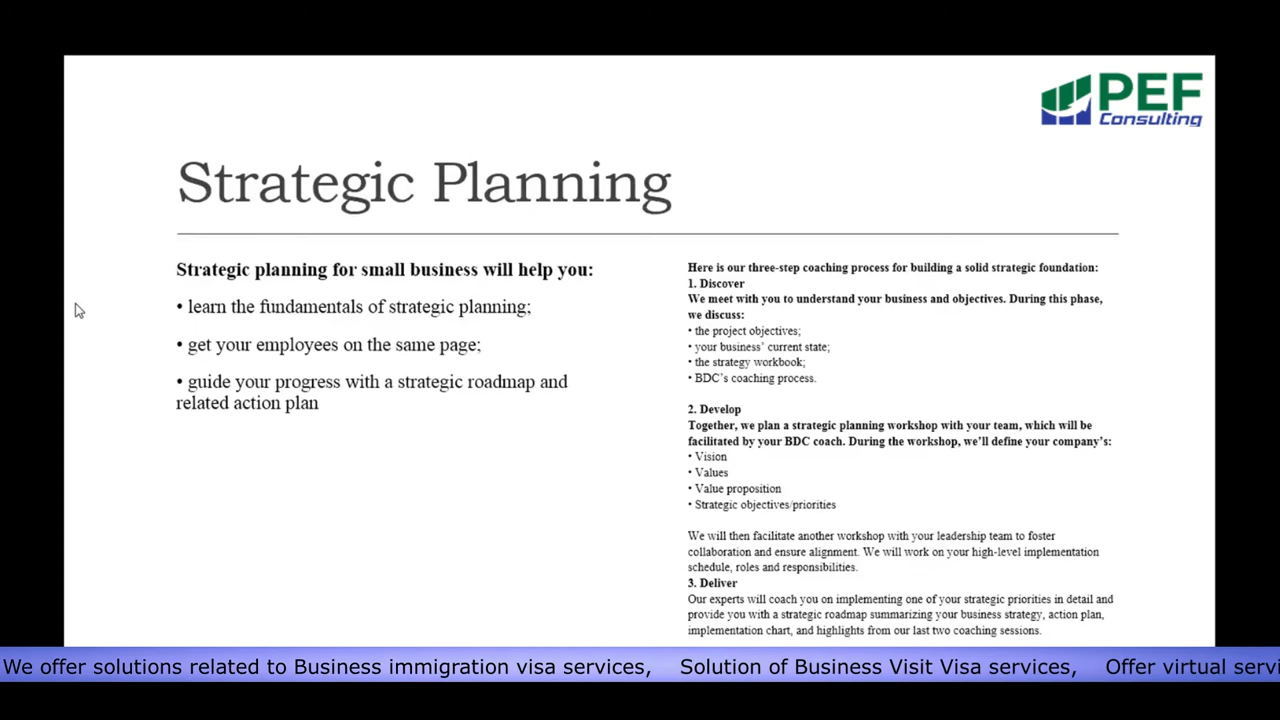 PEF
Consulting
Strategic Planning
Strategic planning for small business will help you:
• learn the fundamentals of strategic planning;
• get your employees on the same page;
• guide your progress with a strategic roadmap and
related action plan
Here is our three-step coaching process for building a solid strategic foundation:
1. Discover
We meet with you to understand your business and objectives. During this phase,
we discuss:
• the project objectives;
• your business’ current state;
• the strategy workbook;
• BDC’s coaching process.
2. Develop
Together, we plan a strategic planning workshop with your team, which will be
facilitated by your BDC coach. During the workshop, we’ll define your company’s:
• Vision
• Values
• Value proposition
• Strategic objectives/priorities
We will then facilitate another workshop with your leadership team to foster
collaboration and ensure alignment. We will work on your high-level implementation
schedule, roles and responsibilities.
3. Deliver
Our experts will coach you on implementing one of your strategic priorities in detail and
provide you with a strategic roadmap summarizing your business strategy, action plan,
implementation chart, and highlights from our last two coaching sessions.
We offer solutions related to Business immigration visa services, Solution of Business Visit Visa services, Offer virtual servi